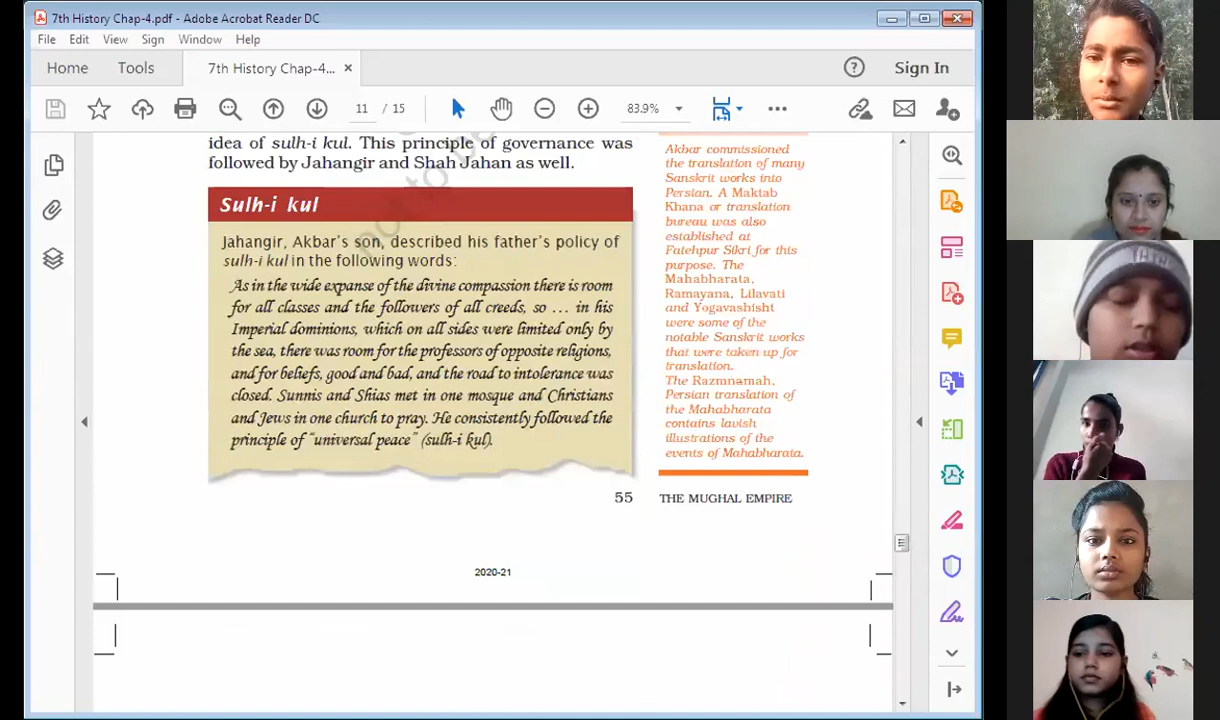 7th History Chap-4.pdf - Adobe Acrobat Reader DC
File Edit View Sign Window Help
Home Tools 7th History Chap-4... × Sign In
11 / 15 83.9%
idea of sulh-i kul. This principle of governance was
followed by Jahangir and Shah Jahan as well.
Sulh-i kul
Jahangir, Akbar's son, described his father's policy of
sulh-i kul in the following words:
As in the wide expanse of the divine compassion there is room
for all classes and the followers of all creeds, so ... in his
Imperial dominions, which on all sides were limited only by
the sea, there was room for the professors of opposite religions,
and for beliefs, good and bad, and the road to intolerance was
closed. Sunnis and Shias met in one mosque and Christians
and Jews in one church to pray. He consistently followed the
principle of "universal peace" (sulh-i kul).
Akbar commissioned
the translation of many
Sanskrit works into
Persian. A Maktab
Khana or translation
bureau was also
established at
Fatehpur Sikri for this
purpose. The
Mahabharata,
Ramayana, Lilavati
and Yogavashisht
were some of the
notable Sanskrit works
that were taken up for
translation.
The Razmnamah,
Persian translation of
the Mahabharata
contains lavish
illustrations of the
events of Mahabharata.
55 THE MUGHAL EMPIRE
2020-21
not to be